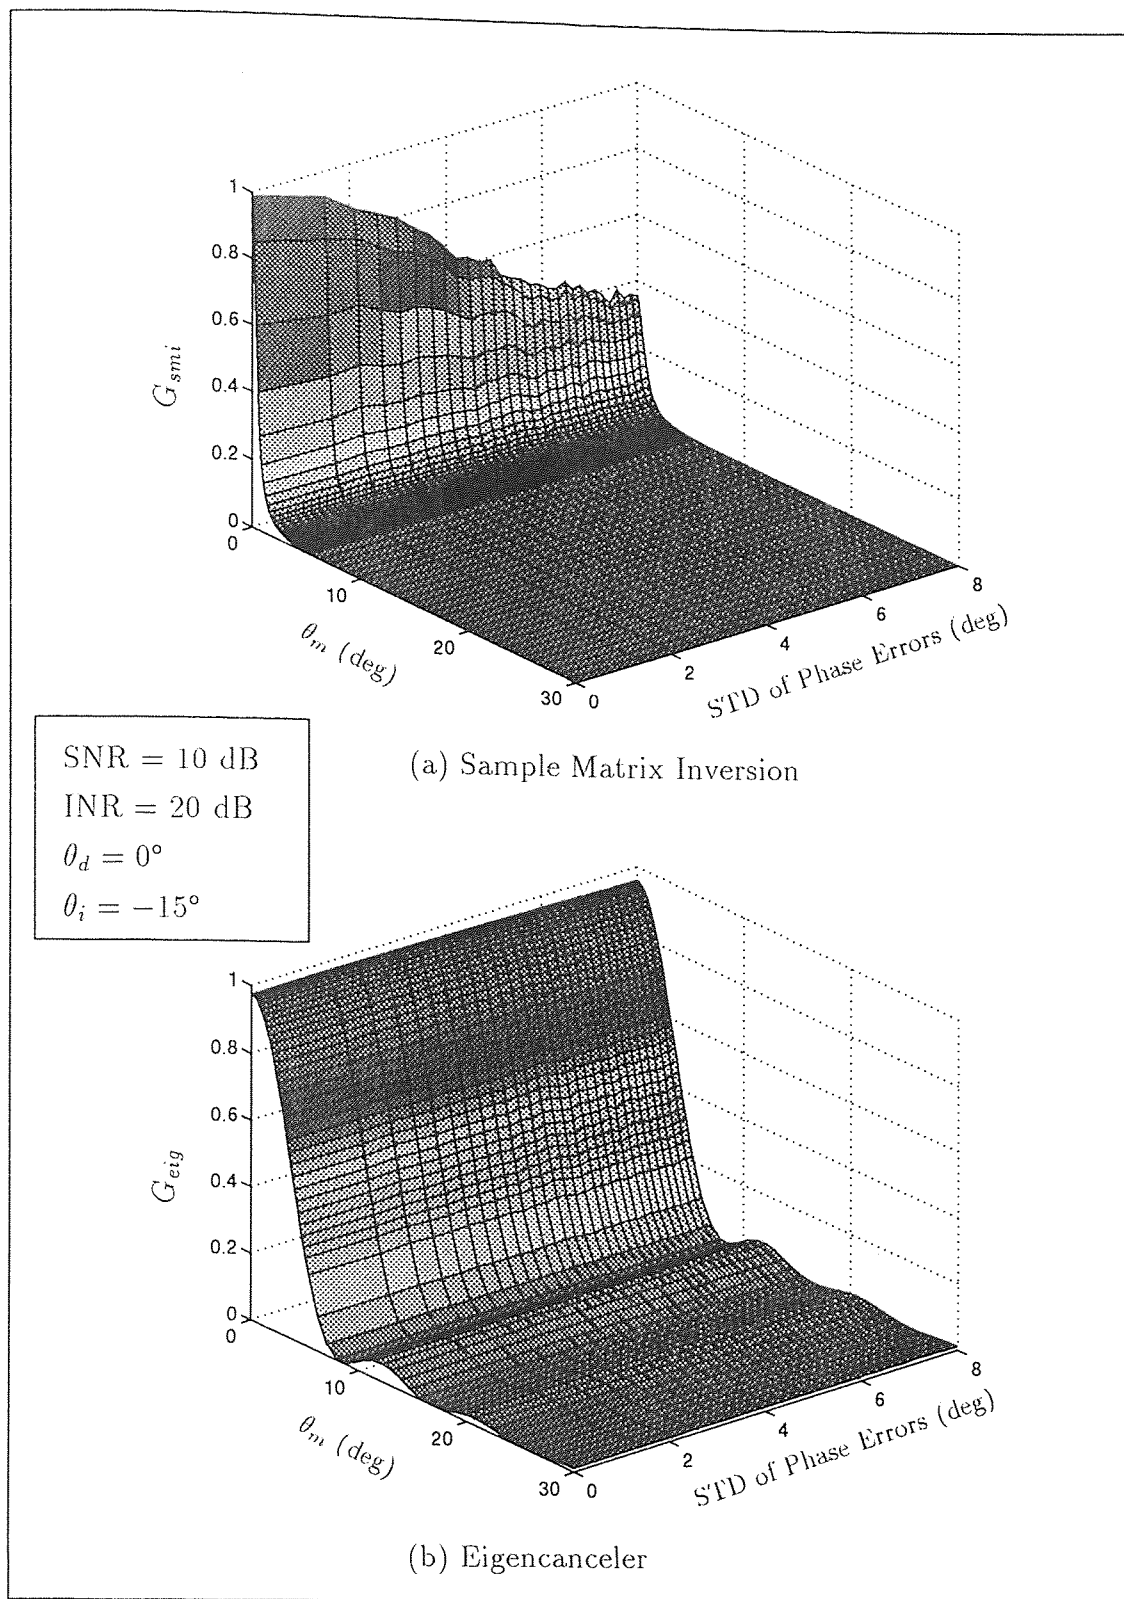 1
0.8
0.6
0.4
0.2
0
G_smi
0
10
20
30
θ_m (deg)
0
2
4
6
8
STD of Phase Errors (deg)
(a) Sample Matrix Inversion
SNR = 10 dB
INR = 20 dB
θ_d = 0°
θ_i = −15°
1
0.8
0.6
0.4
0.2
0
G_eig
0
10
20
30
θ_m (deg)
0
2
4
6
8
STD of Phase Errors (deg)
(b) Eigencanceler